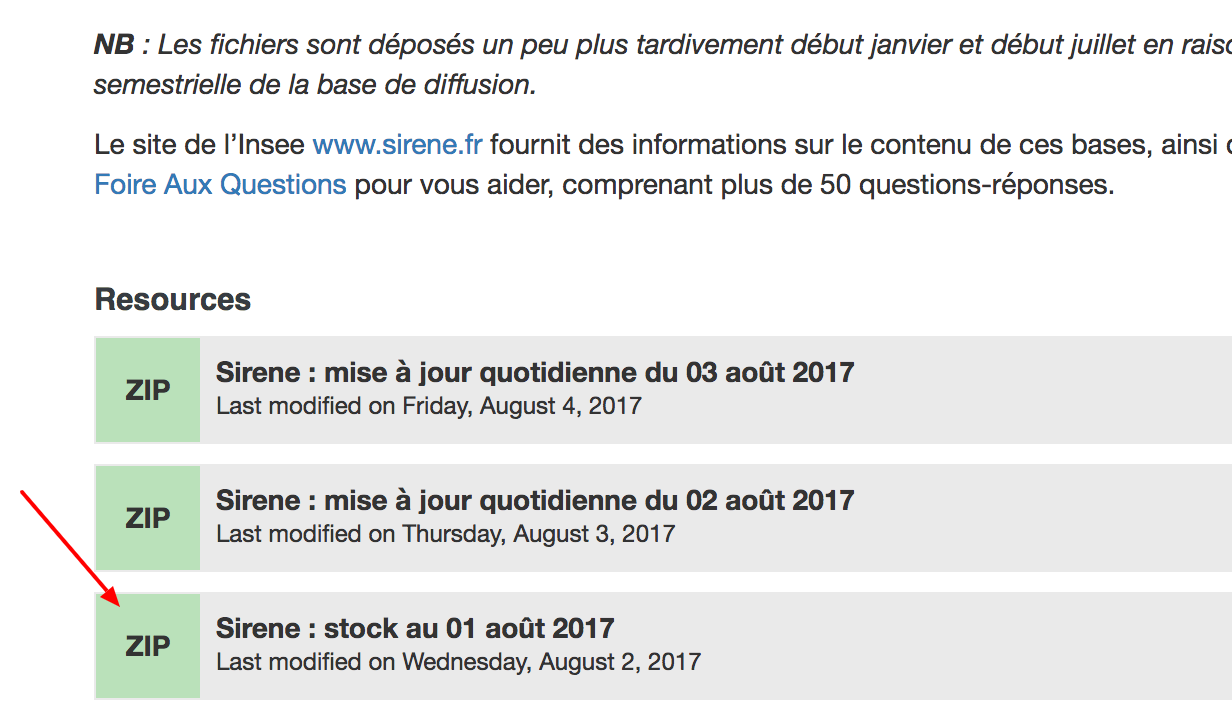 NB : Les fichiers sont déposés un peu plus tardivement début janvier et début juillet en
semestrielle de la base de diffusion.
Le site de l’Insee www.sirene.fr fournit des informations sur le contenu de ces bases, ainsi
Foire Aux Questions pour vous aider, comprenant plus de 50 questions-réponses.
Resources
ZIP
Sirene : mise à jour quotidienne du 03 août 2017
Last modified on Friday, August 4, 2017
ZIP
Sirene : mise à jour quotidienne du 02 août 2017
Last modified on Thursday, August 3, 2017
ZIP
Sirene : stock au 01 août 2017
Last modified on Wednesday, August 2, 2017